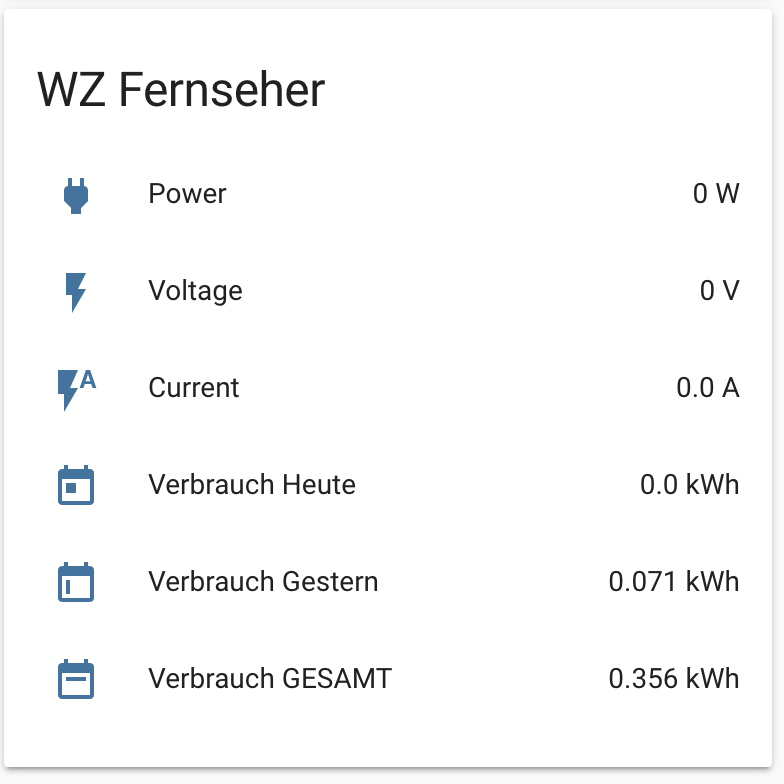 WZ Fernseher
Power 0 W
Voltage 0 V
A Current 0.0 A
Verbrauch Heute 0.0 kWh
Verbrauch Gestern 0.071 kWh
Verbrauch GESAMT 0.356 kWh